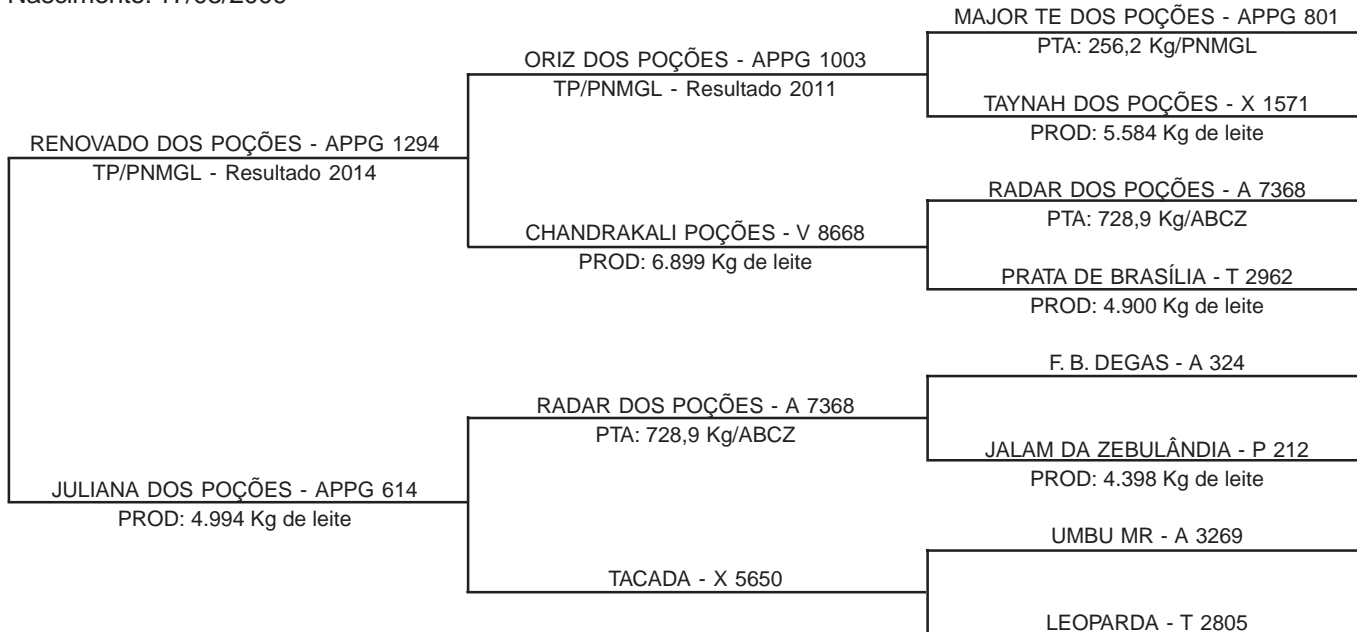 Nascimento:
RENOVADO DOS POÇÕES - APPG 1294
TP/PNMGL - Resultado 2014
JULIANA DOS POÇÕES - APPG 614
PROD: 4.994 Kg de leite
ORIZ DOS POÇÕES - APPG 1003
TP/PNMGL - Resultado 2011
CHANDRAKALI POÇÕES - V 8668
PROD: 6.899 Kg de leite
RADAR DOS POÇÕES - A 7368
PTA: 728,9 Kg/ABCZ
TACADA - X 5650
MAJOR TE DOS POÇÕES - APPG 801
PTA: 256,2 Kg/PNMGL
TAYNAH DOS POÇÕES - X 1571
PROD: 5.584 Kg de leite
RADAR DOS POÇÕES - A 7368
PTA: 728,9 Kg/ABCZ
PRATA DE BRASÍLIA - T 2962
PROD: 4.900 Kg de leite
F. B. DEGAS - A 324
JALAM DA ZEBULÂNDIA - P 212
PROD: 4.398 Kg de leite
UMBU MR - A 3269
LEOPARDA - T 2805